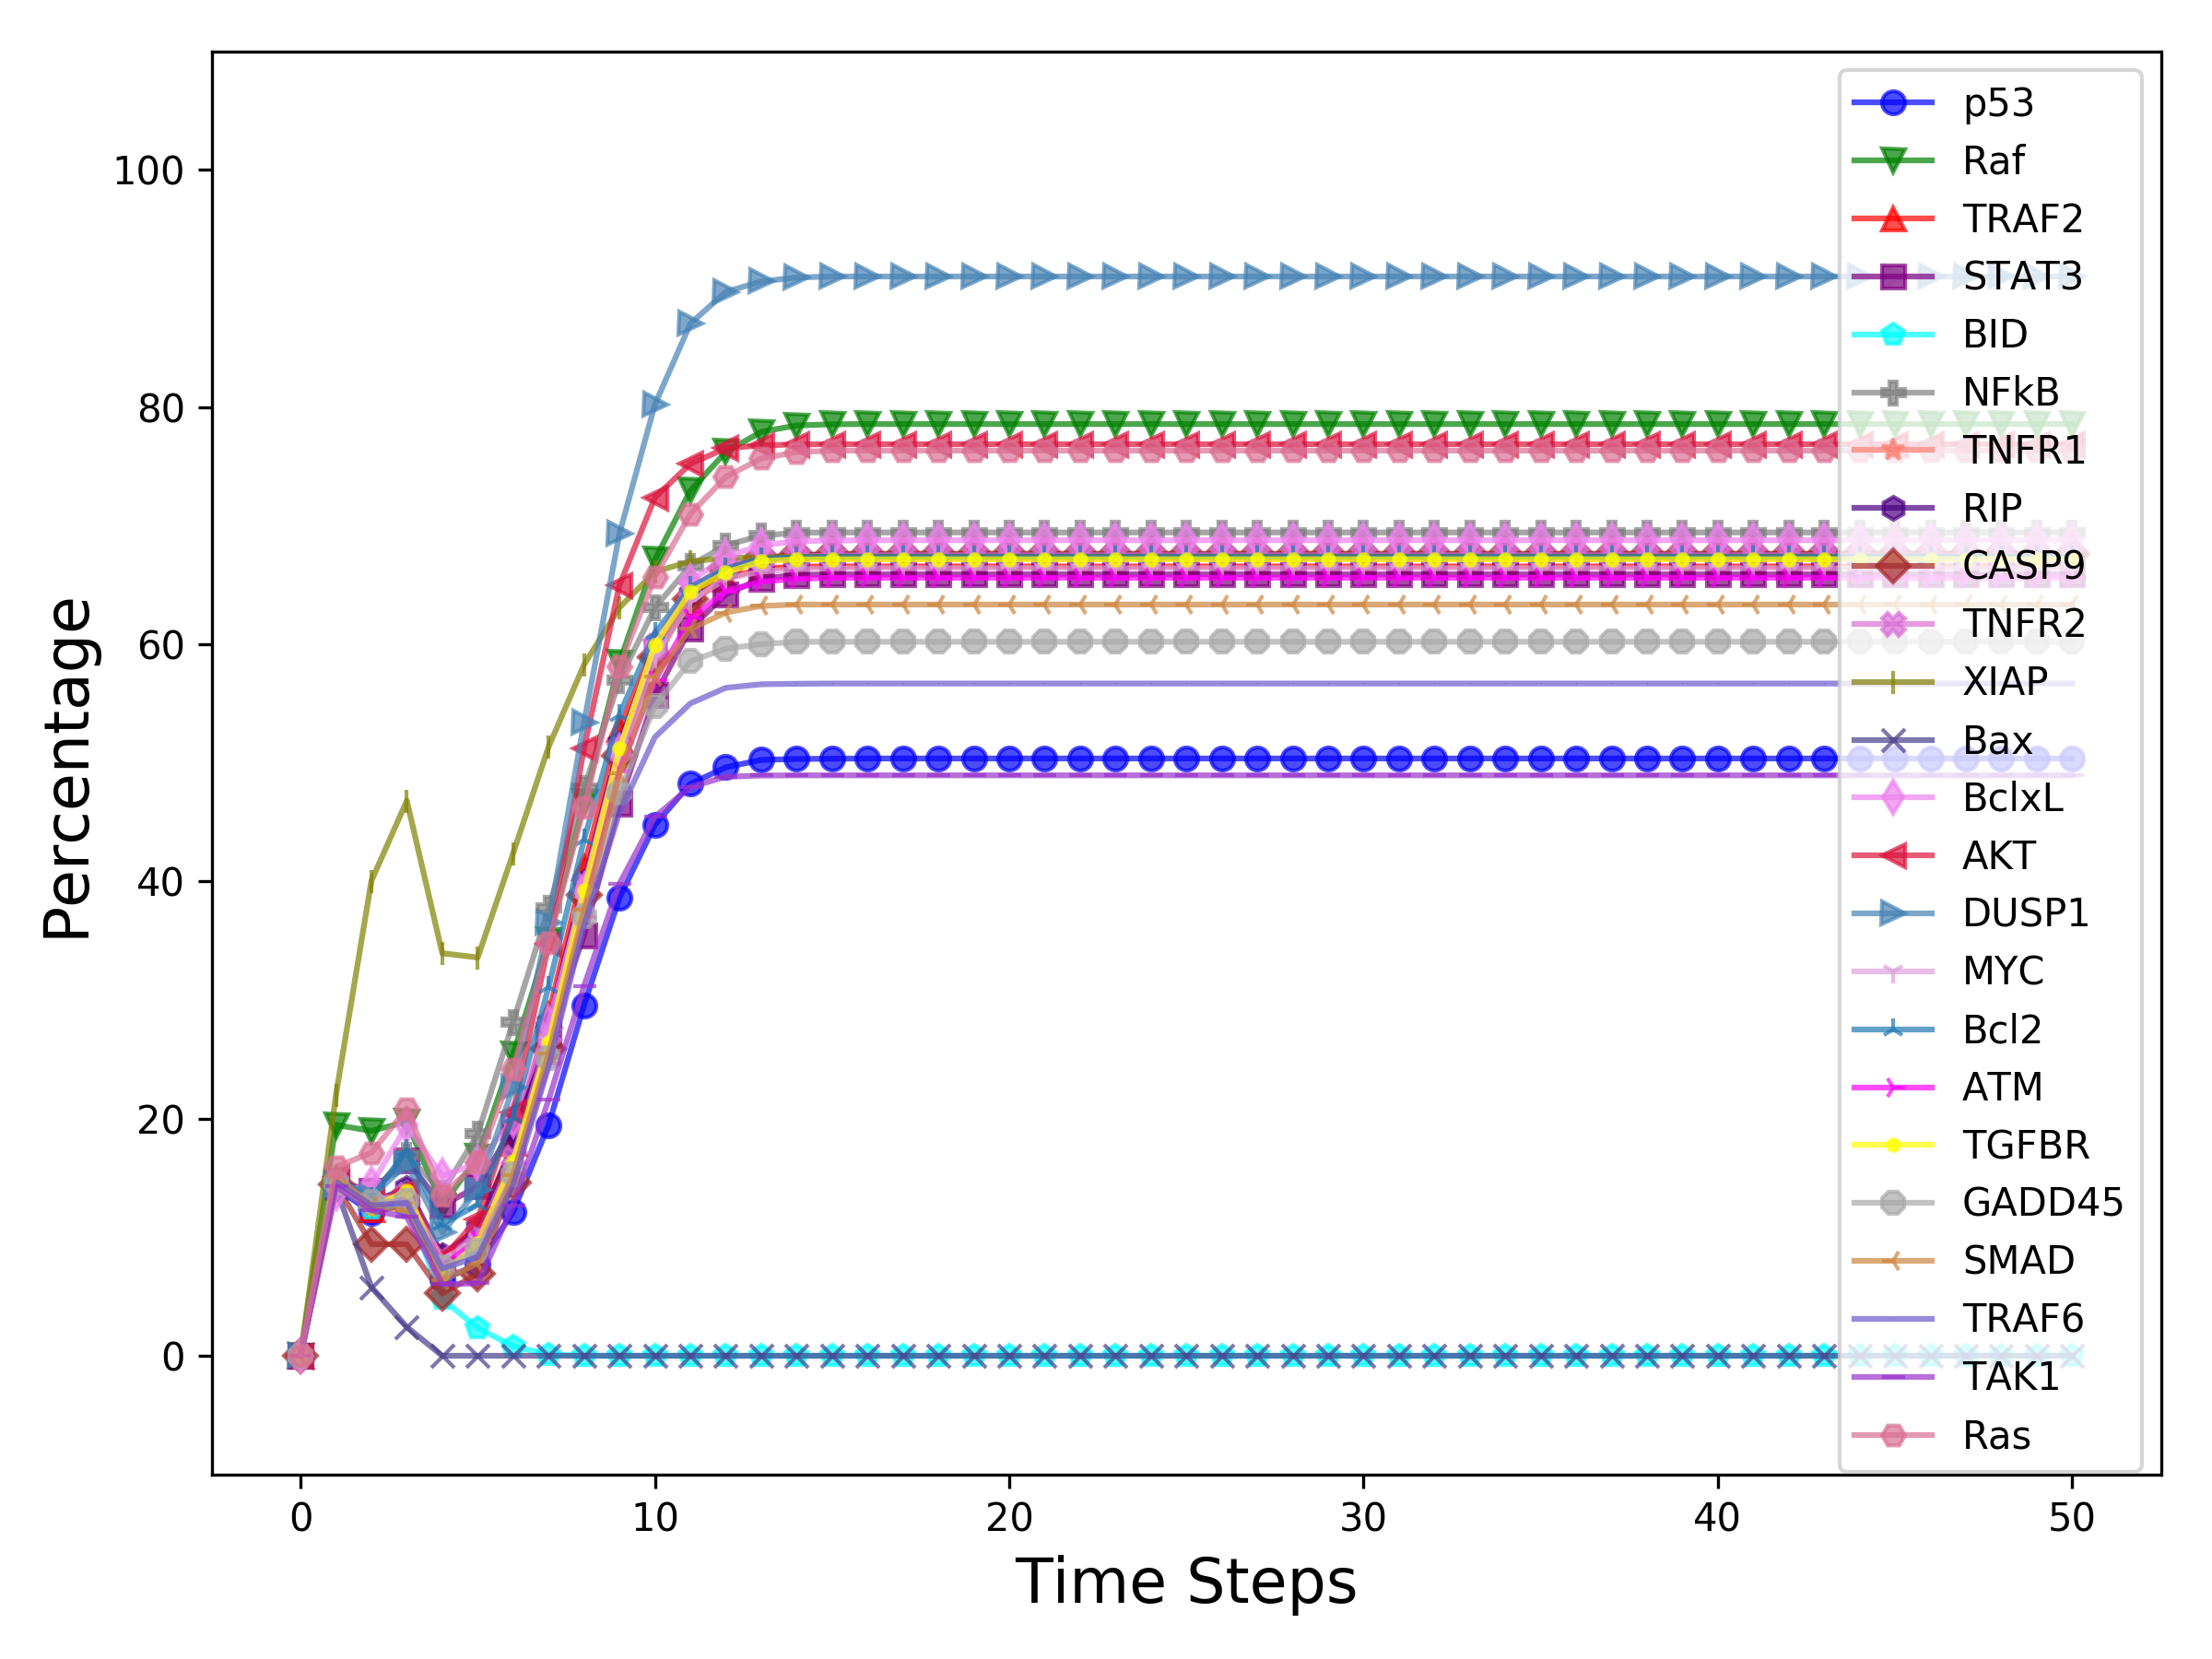 100
80
60
40
20
0
Percentage
0 10 20 30 40 50
Time Steps
p53
Raf
TRAF2
STAT3
BID
NFkB
TNFR1
RIP
CASP9
TNFR2
XIAP
Bax
BclxL
AKT
DUSP1
MYC
Bcl2
ATM
TGFBR
GADD45
SMAD
TRAF6
TAK1
Ras